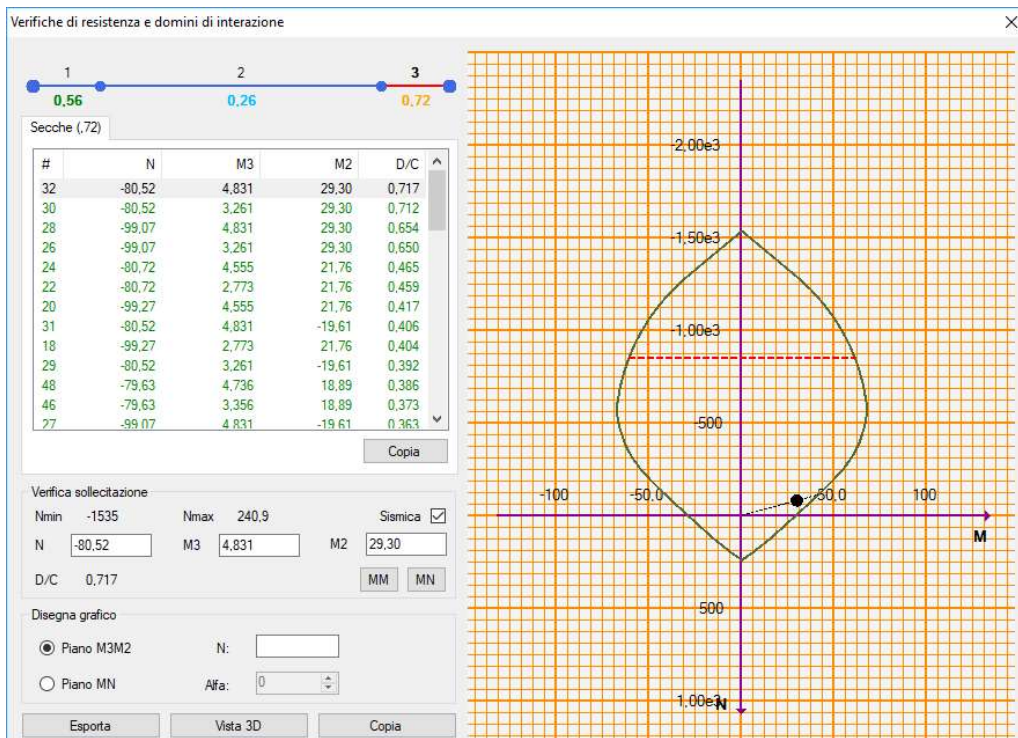 Verifiche di resistenza e domini di interazione
1 2 3
0,56 0,26 0,72
Secche (,72)
# N M3 M2 D/C
32 -80,52 4,831 29,30 0,717
30 -80,52 3,261 29,30 0,712
28 -99,07 4,831 29,30 0,654
26 -99,07 3,261 29,30 0,650
24 -80,72 4,555 21,76 0,465
22 -80,72 2,773 21,76 0,459
20 -99,27 4,555 21,76 0,417
31 -80,52 4,831 -19,61 0,406
18 -99,27 2,773 21,76 0,404
29 -80,52 3,261 -19,61 0,392
48 -79,63 4,736 18,89 0,386
46 -79,63 3,356 18,89 0,373
27 -99,07 4,831 -19,61 0,363
Copia
Verifica sollecitazione
Nmin -1535 Nmax 240,9 Sismica
N -80,52 M3 4,831 M2 29,30
D/C 0,717 MM MN
Disegna grafico
Piano M3M2 N:
Piano MN Alfa: 0
Esporta Vista 3D Copia
-2,00e3
-1,50e3
-1,00e3
-500
-100 -50,0 50,0 100
M
500
1,00e3
N